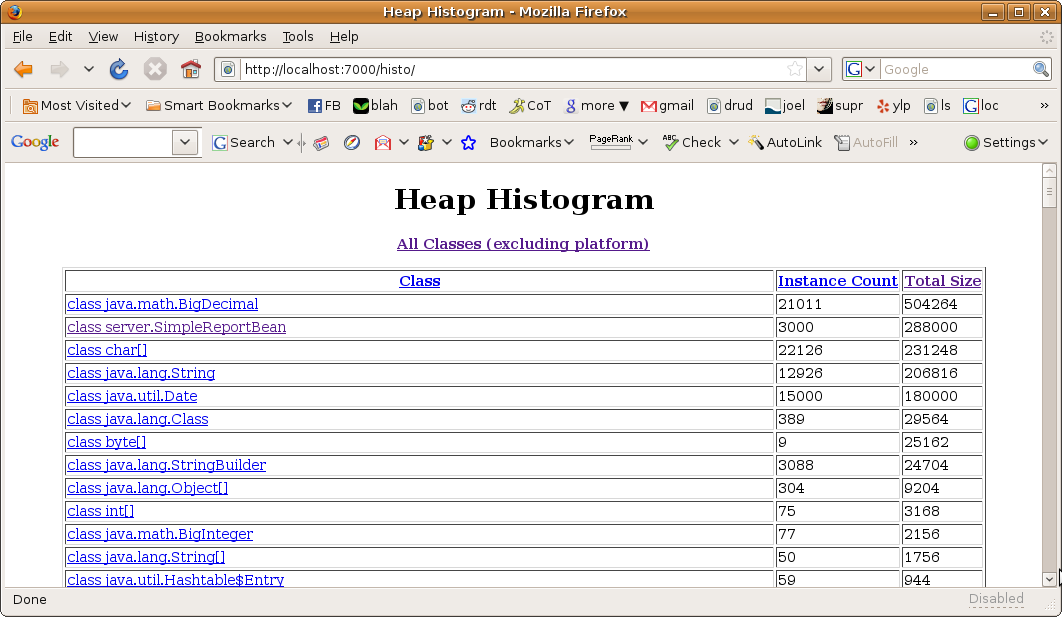 Heap Histogram - Mozilla Firefox
File Edit View History Bookmarks Tools Help
http://localhost:7000/histo/ G Google
Most Visited Smart Bookmarks FB blah bot rdt CoT more ▼ gmail drud joel supr ylp ls loc »
Google G Search Bookmarks PageRank ABC Check AutoLink AutoFill » Settings
Heap Histogram
All Classes (excluding platform)
Class Instance Count Total Size
class java.math.BigDecimal 21011 504264
class server.SimpleReportBean 3000 288000
class char[] 22126 231248
class java.lang.String 12926 206816
class java.util.Date 15000 180000
class java.lang.Class 389 29564
class byte[] 9 25162
class java.lang.StringBuilder 3088 24704
class java.lang.Object[] 304 9204
class int[] 75 3168
class java.math.BigInteger 77 2156
class java.lang.String[] 50 1756
class java.util.Hashtable$Entry 59 944
Done Disabled